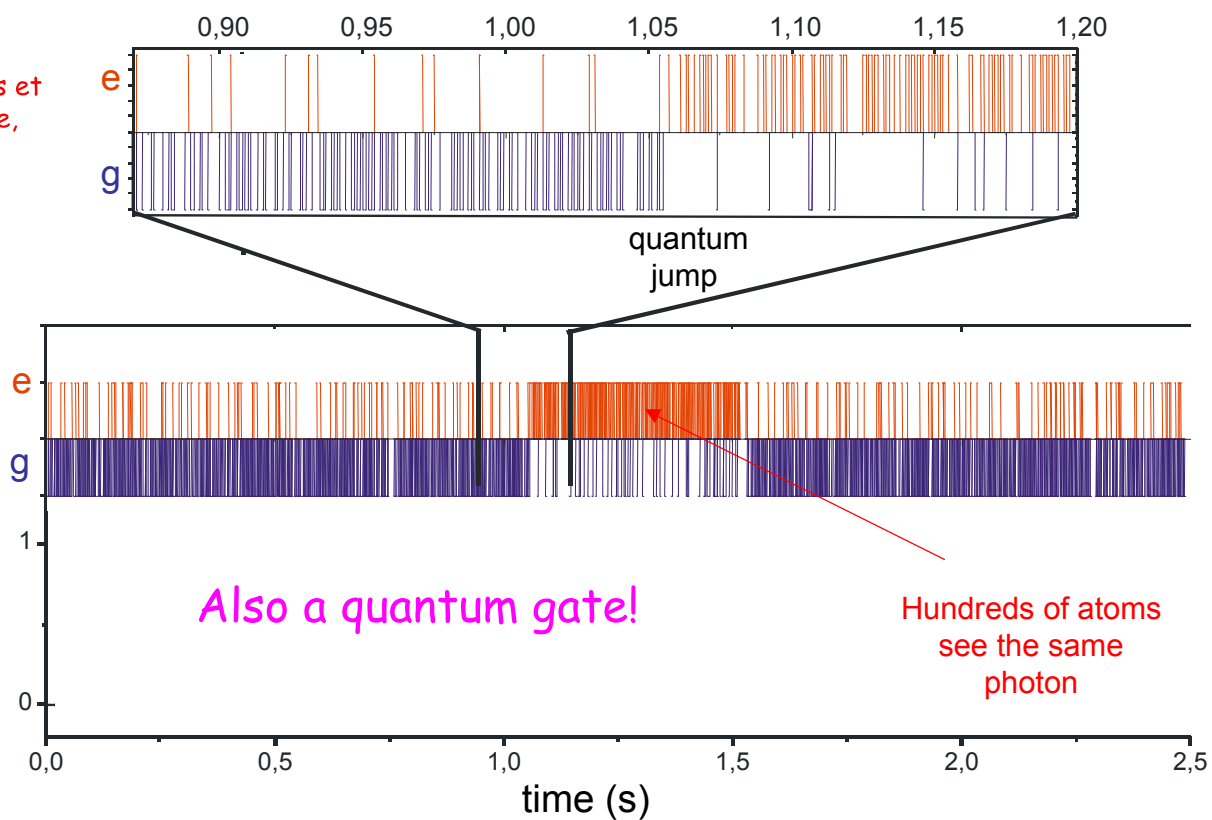 0,90 0,95 1,00 1,05 1,10 1,15 1,20
s et
e,
e
g
quantum
jump
e
g
1
Also a quantum gate!
Hundreds of atoms
see the same
photon
0
0,0 0,5 1,0 1,5 2,0 2,5
time (s)